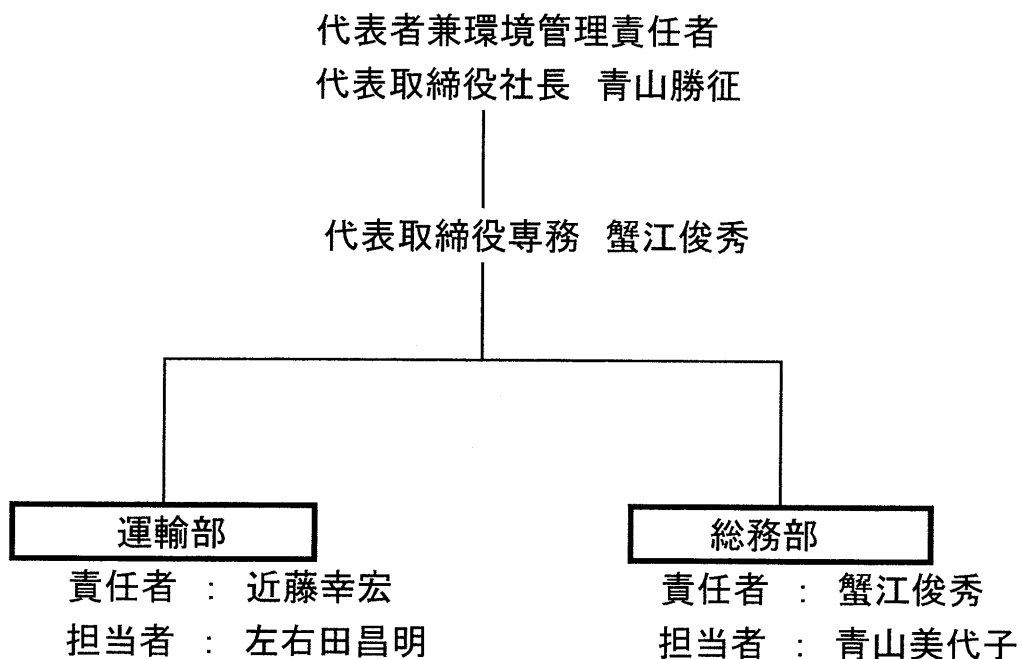 代表者兼環境管理責任者
代表取締役社長 青山勝征
代表取締役専務 蟹江俊秀
運輸部
責任者 : 近藤幸宏
担当者 : 左右田昌明
総務部
責任者 : 蟹江俊秀
担当者 : 青山美代子